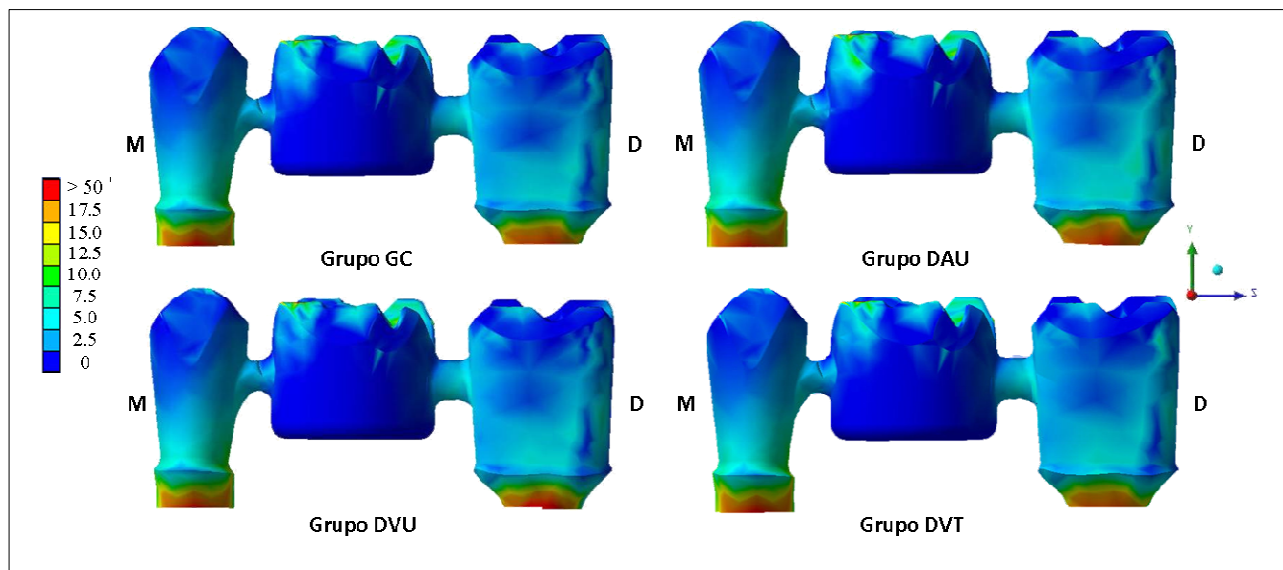 M
D
M
D
> 50
17.5
15.0
12.5
10.0
7.5
5.0
2.5
0
Grupo GC
Grupo DAU
Y
Z
M
D
M
D
Grupo DVU
Grupo DVT